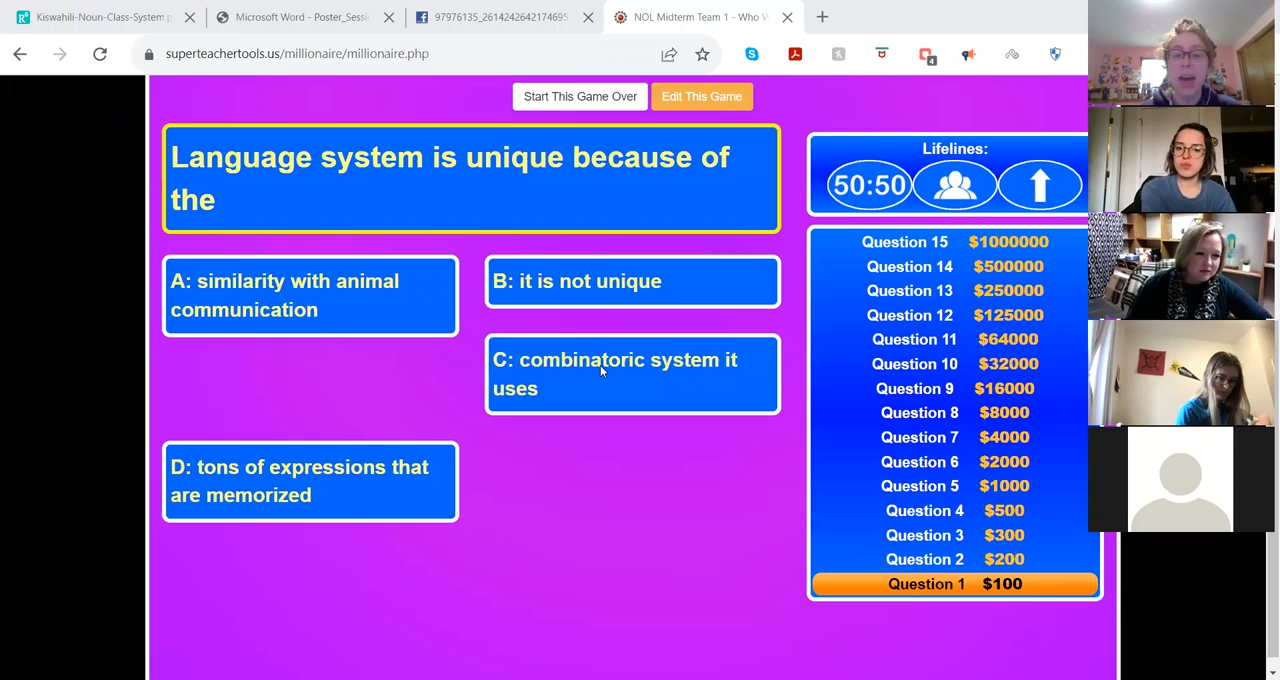 Kiswahili-Noun-Class-System.p
Microsoft Word - Poster_Sessi
97976135_2614242642174695
NOL Midterm Team 1 - Who W
superteachertools.us/millionaire/millionaire.php
4
Start This Game Over
Edit This Game
Language system is unique because of
the
A: similarity with animal
communication
B: it is not unique
C: combinatoric system it
uses
D: tons of expressions that
are memorized
Lifelines:
50:50
Question 15 $1000000
Question 14 $500000
Question 13 $250000
Question 12 $125000
Question 11 $64000
Question 10 $32000
Question 9 $16000
Question 8 $8000
Question 7 $4000
Question 6 $2000
Question 5 $1000
Question 4 $500
Question 3 $300
Question 2 $200
Question 1 $100